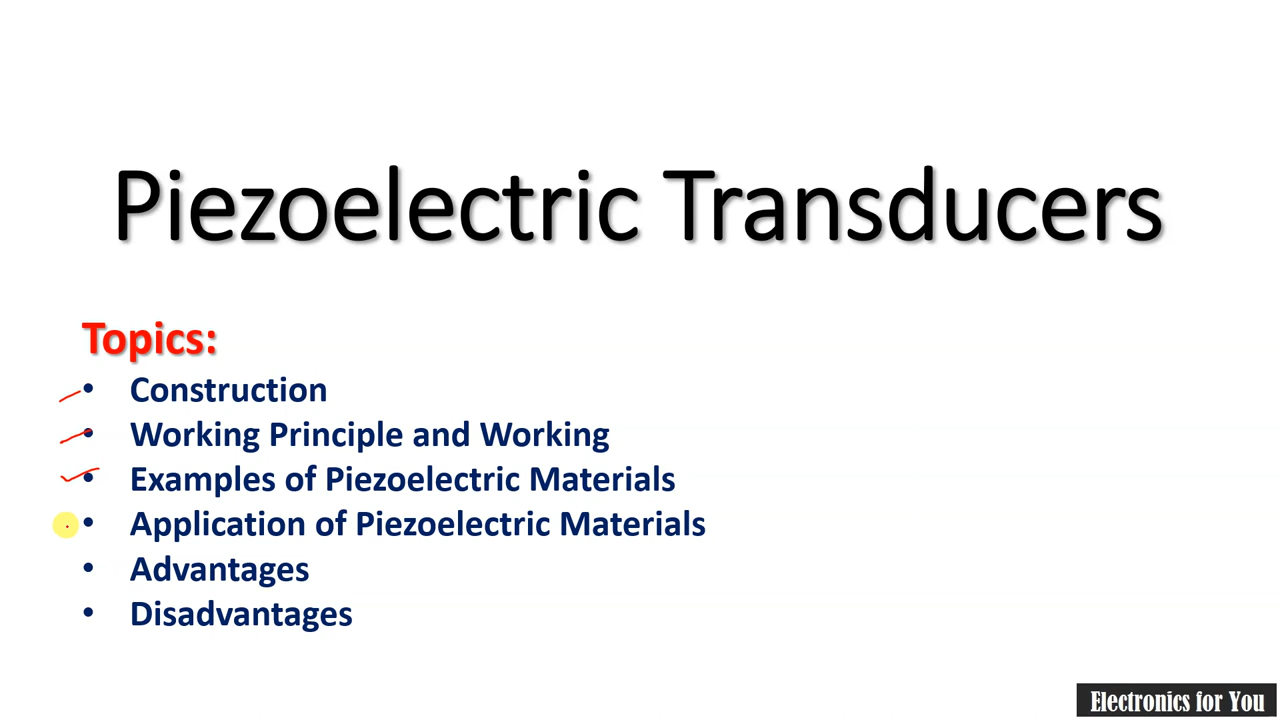 Piezoelectric Transducers
Topics:
• Construction
• Working Principle and Working
• Examples of Piezoelectric Materials
• Application of Piezoelectric Materials
• Advantages
• Disadvantages
Electronics for You